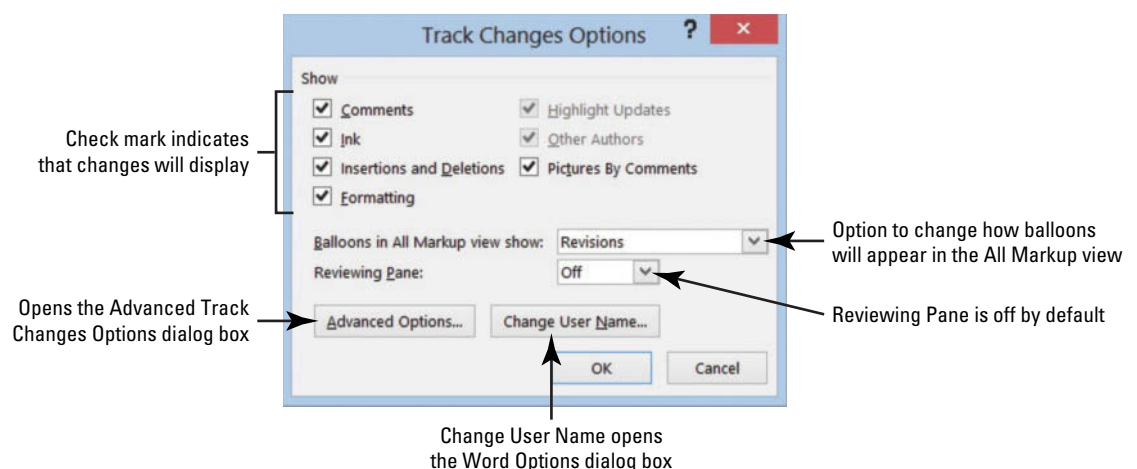 Track Changes Options ? ×
Show
Comments Highlight Updates
Ink Other Authors
Insertions and Deletions Pictures By Comments
Formatting
Check mark indicates
that changes will display
Balloons in All Markup view show: Revisions
Reviewing Pane: Off
Option to change how balloons
will appear in the All Markup view
Reviewing Pane is off by default
Opens the Advanced Track
Changes Options dialog box
Advanced Options... Change User Name...
OK Cancel
Change User Name opens
the Word Options dialog box